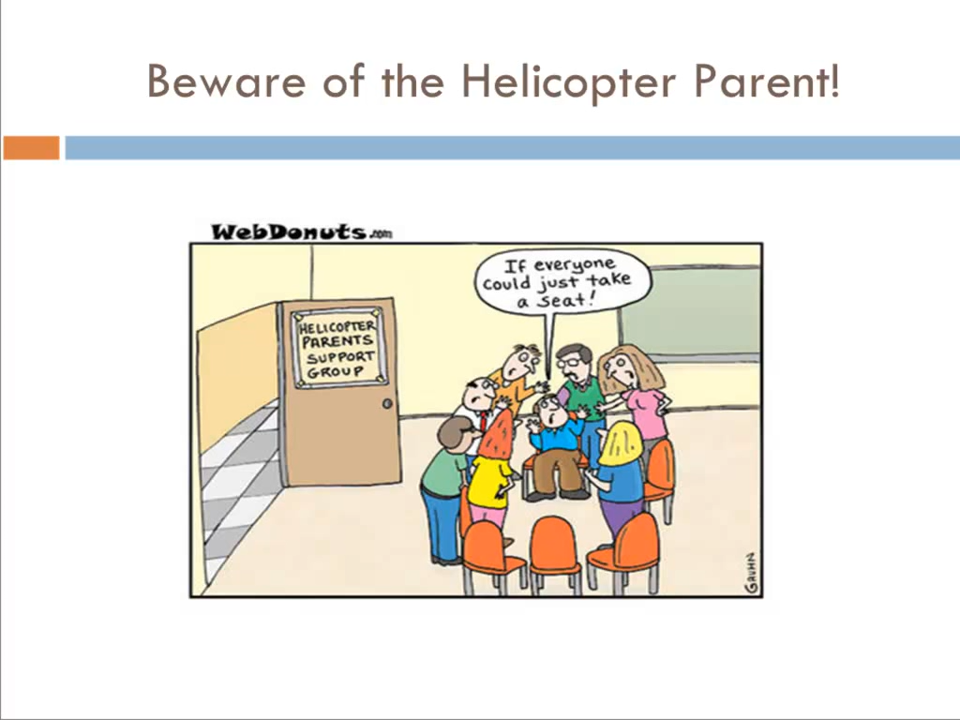 Beware of the Helicopter Parent!
WebDonuts.com
If everyone
could just take
a seat!
HELICOPTER
PARENTS
SUPPORT
GROUP
GRUHN